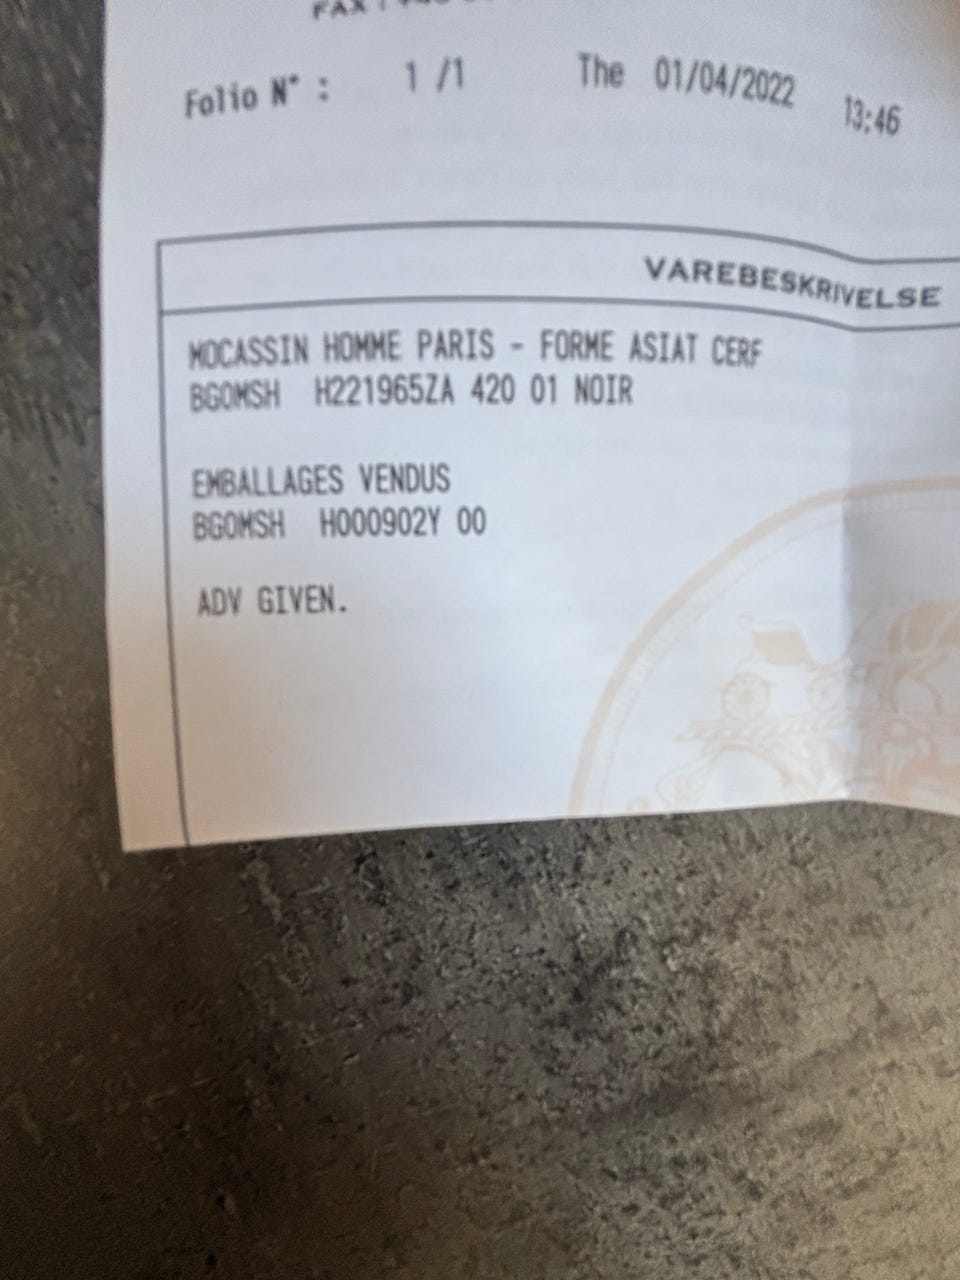 FAX :
Folio N° : 1 /1 The 01/04/2022 13:46
VAREBESKRIVELSE
MOCASSIN HOMME PARIS - FORME ASIAT CERF
BGOMSH H221965ZA 420 01 NOIR
EMBALLAGES VENDUS
BGOMSH H000902Y 00
ADV GIVEN.